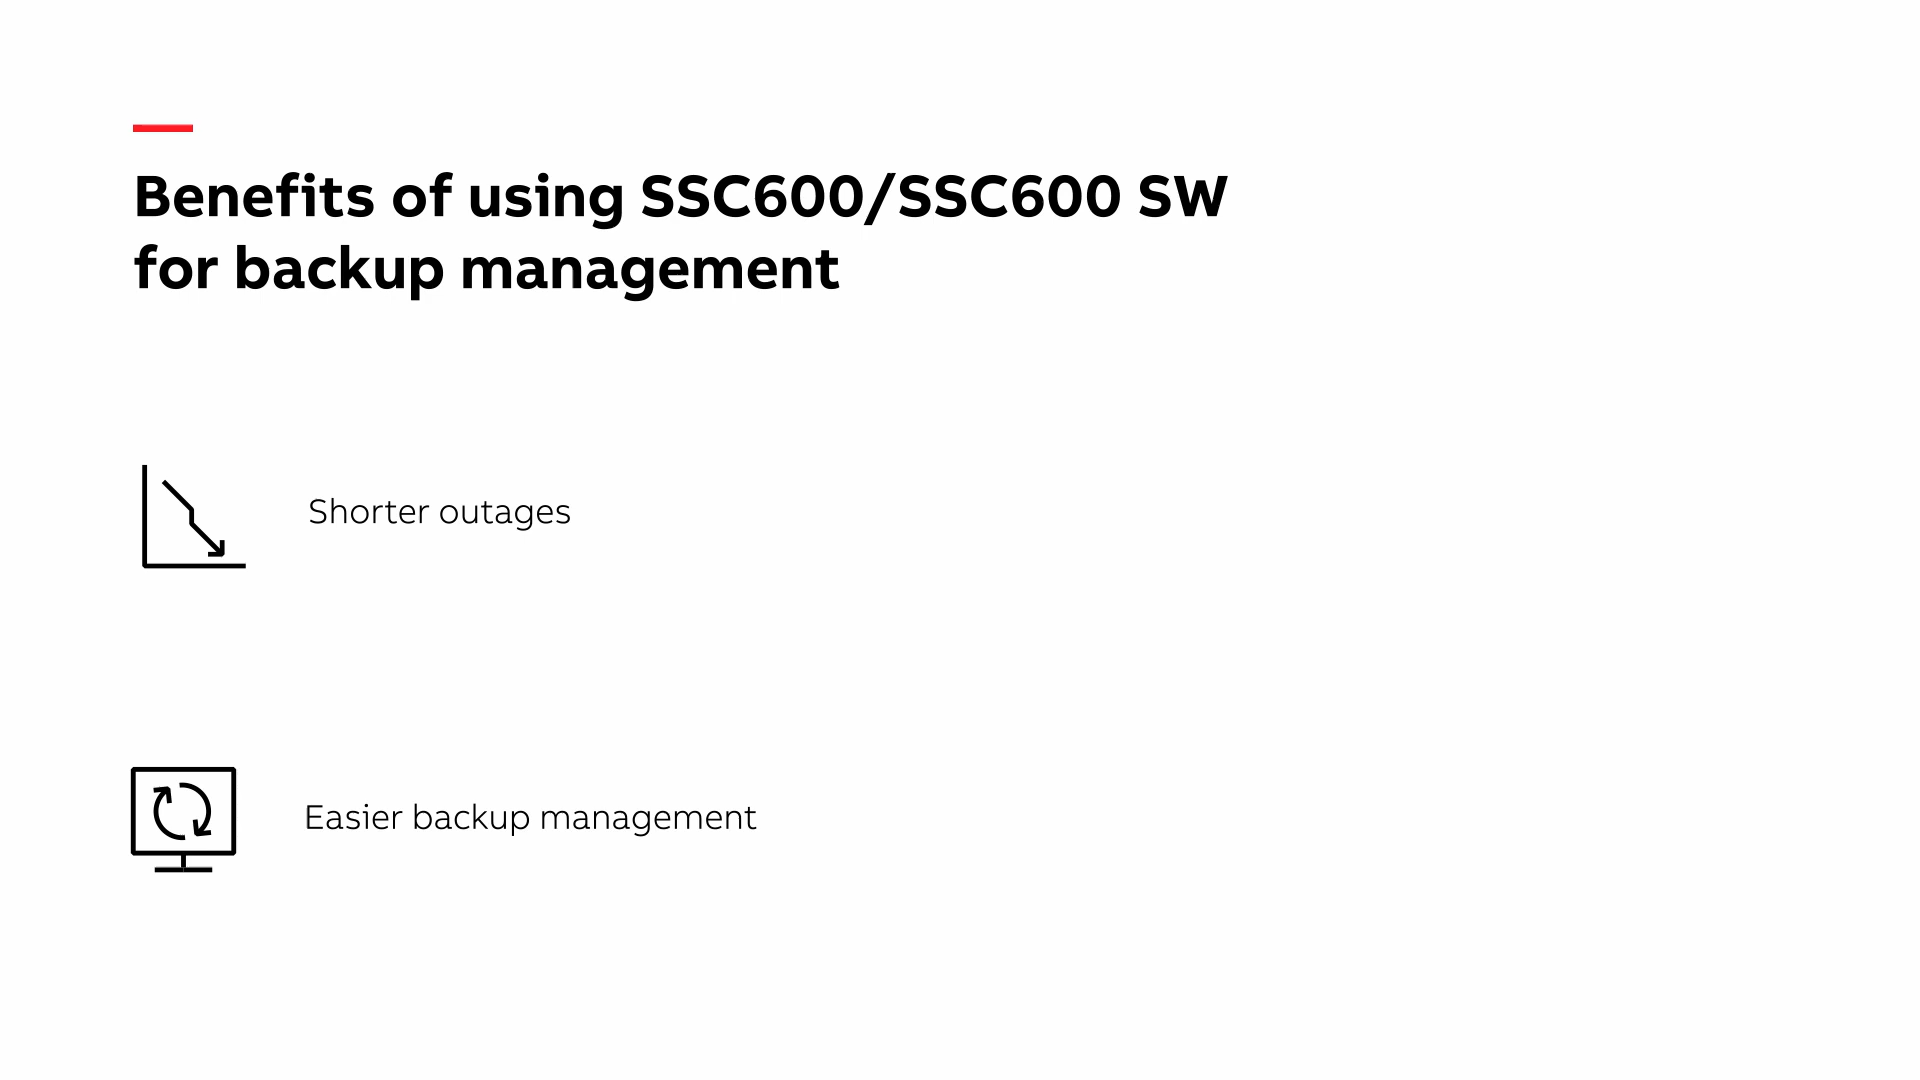 Benefits of using SSC600/SSC600 SW
for backup management
Shorter outages
Easier backup management